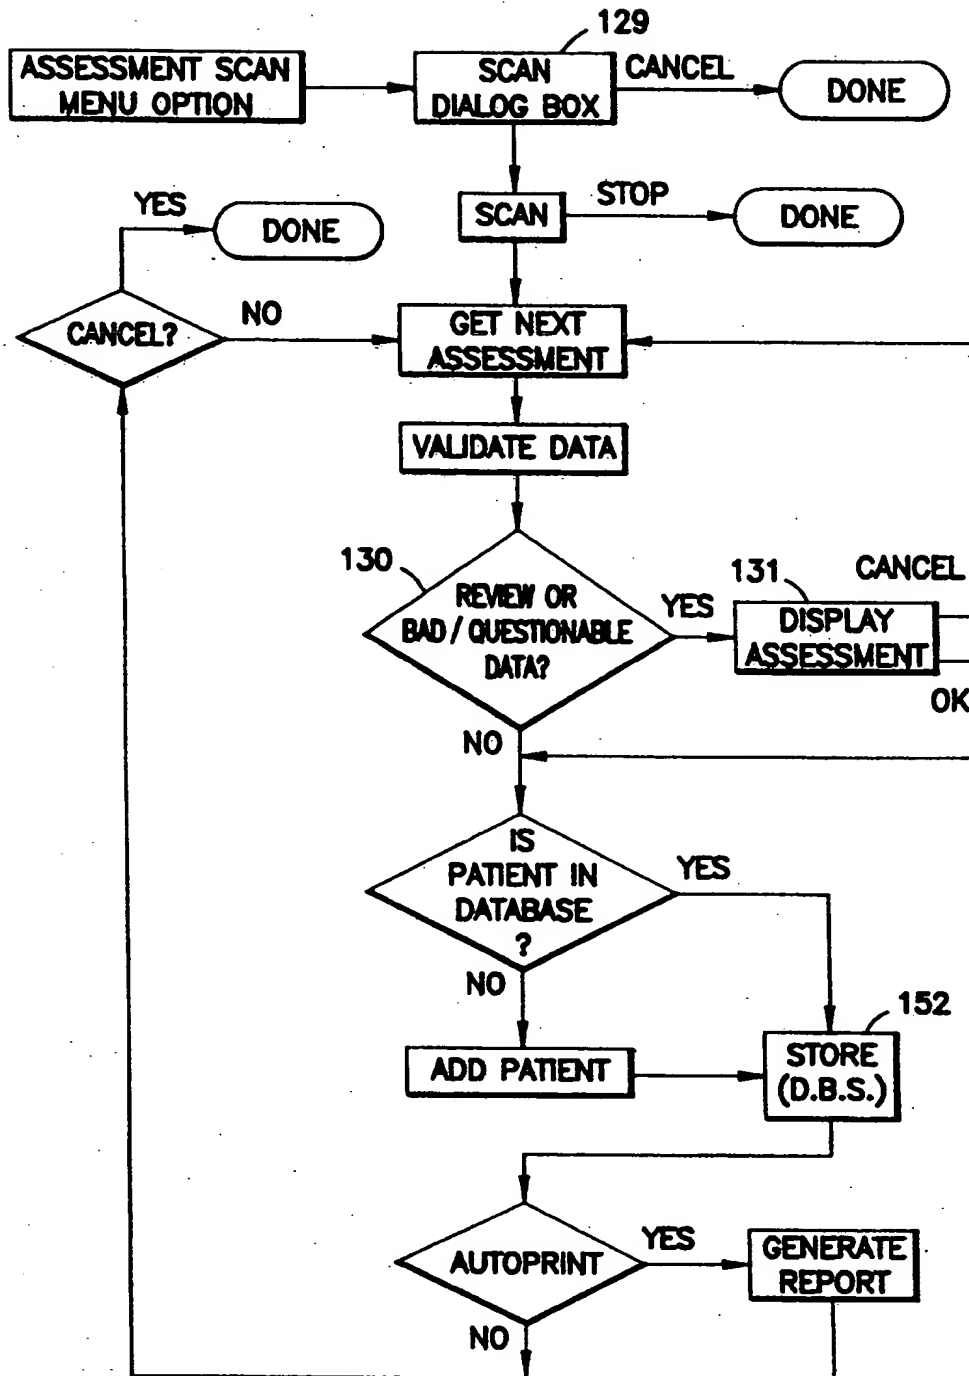 129
ASSESSMENT SCAN
MENU OPTION
SCAN
DIALOG BOX
CANCEL
DONE
YES
DONE
SCAN
STOP
DONE
CANCEL?
NO
GET NEXT
ASSESSMENT
VALIDATE DATA
130
REVIEW OR
BAD / QUESTIONABLE
DATA?
YES
131
CANCEL
DISPLAY
ASSESSMENT
OK
NO
IS
PATIENT IN
DATABASE
?
YES
NO
152
ADD PATIENT
STORE
(D.B.S.)
AUTOPRINT
YES
GENERATE
REPORT
NO